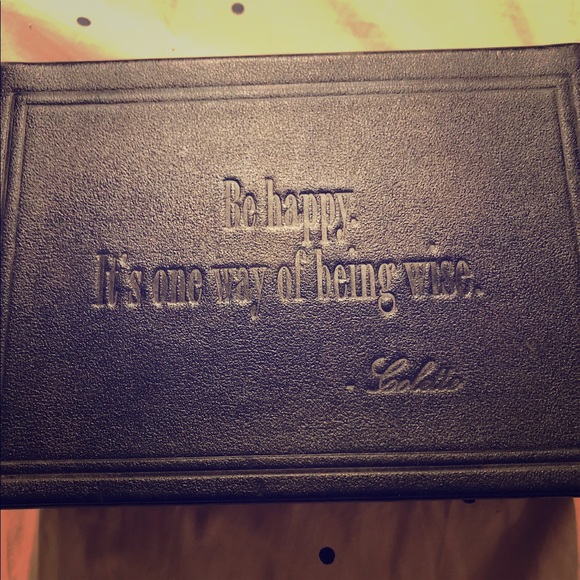 Be happy.
It's one way of being wise.
- Colette